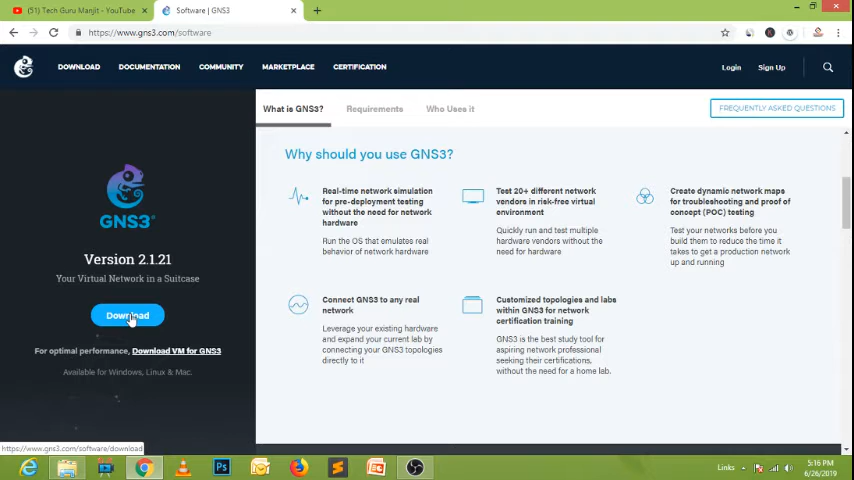 (51) Tech Guru Manjit - YouTube
Software | GNS3
https://www.gns3.com/software
DOWNLOAD
DOCUMENTATION
COMMUNITY
MARKETPLACE
CERTIFICATION
Login
Sign Up
What is GNS3?
Requirements
Who Uses it
FREQUENTLY ASKED QUESTIONS
GNS3
Version 2.1.21
Your Virtual Network in a Suitcase
Download
For optimal performance, Download VM for GNS3
Available for Windows, Linux & Mac.
Why should you use GNS3?
Real-time network simulation
for pre-deployment testing
without the need for network
hardware
Run the OS that emulates real
behavior of network hardware
Test 20+ different network
vendors in risk-free virtual
environment
Quickly run and test multiple
hardware vendors without the
need for hardware
Create dynamic network maps
for troubleshooting and proof of
concept (POC) testing
Test your networks before you
build them to reduce the time it
takes to get a production network
up and running
Connect GNS3 to any real
network
Leverage your existing hardware
and expand your current lab by
connecting your GNS3 topologies
directly to it
Customized topologies and labs
within GNS3 for network
certification training
GNS3 is the best study tool for
aspiring network professional
seeking their certifications,
without the need for a home lab.
https://www.gns3.com/software/download
Ps
Links
5:16 PM
6/26/2019